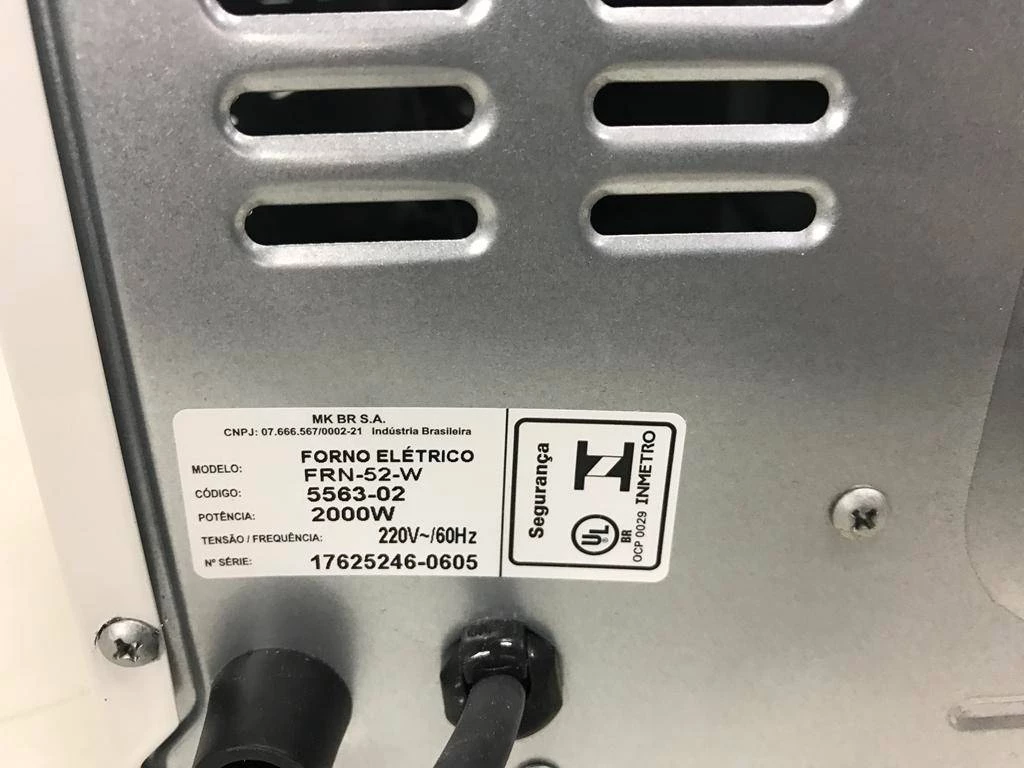 MK BR S.A.
CNPJ: 07.666.567/0002-21 Indústria Brasileira
FORNO ELÉTRICO
MODELO: FRN-52-W
CÓDIGO: 5563-02
POTÊNCIA: 2000W
TENSÃO / FREQUÊNCIA: 220V~/60Hz
Nº SÉRIE: 17625246-0605
Segurança
UL®
BR
OCP 0029
INMETRO